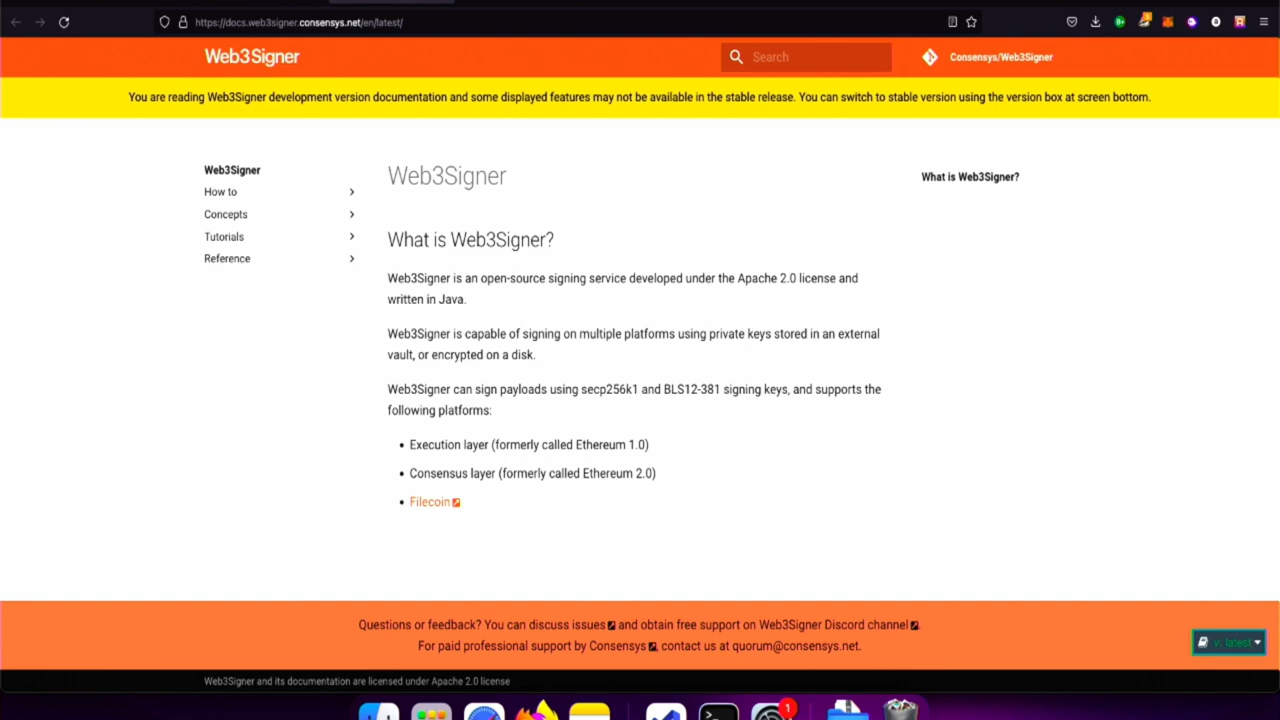 https://docs.web3signer.consensys.net/en/latest/
Web3Signer
Search
Consensys/Web3Signer
You are reading Web3Signer development version documentation and some displayed features may not be available in the stable release. You can switch to stable version using the version box at screen bottom.
Web3Signer
How to
Concepts
Tutorials
Reference
Web3Signer
What is Web3Signer?
Web3Signer is an open-source signing service developed under the Apache 2.0 license and
written in Java.
Web3Signer is capable of signing on multiple platforms using private keys stored in an external
vault, or encrypted on a disk.
Web3Signer can sign payloads using secp256k1 and BLS12-381 signing keys, and supports the
following platforms:
• Execution layer (formerly called Ethereum 1.0)
• Consensus layer (formerly called Ethereum 2.0)
• Filecoin
What is Web3Signer?
Questions or feedback? You can discuss issues and obtain free support on Web3Signer Discord channel.
For paid professional support by Consensys, contact us at quorum@consensys.net.
v: latest
Web3Signer and its documentation are licensed under Apache 2.0 license
1